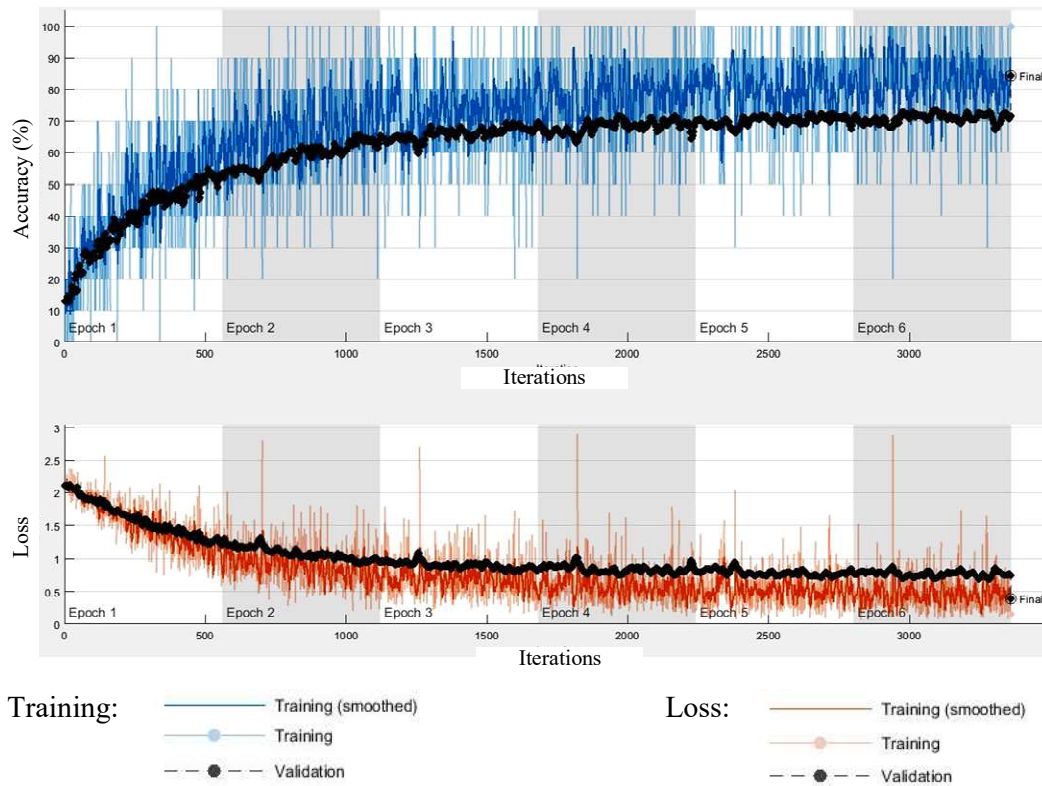 Accuracy (%)
100
90
80
70
60
50
40
30
20
10
0
Final
Epoch 1 Epoch 2 Epoch 3 Epoch 4 Epoch 5 Epoch 6
0 500 1000 1500 2000 2500 3000
Iterations
Loss
3
2.5
2
1.5
1
0.5
0
Final
Epoch 1 Epoch 2 Epoch 3 Epoch 4 Epoch 5 Epoch 6
0 500 1000 1500 2000 2500 3000
Iterations
Training:
Training (smoothed)
Training
Validation
Loss:
Training (smoothed)
Training
Validation